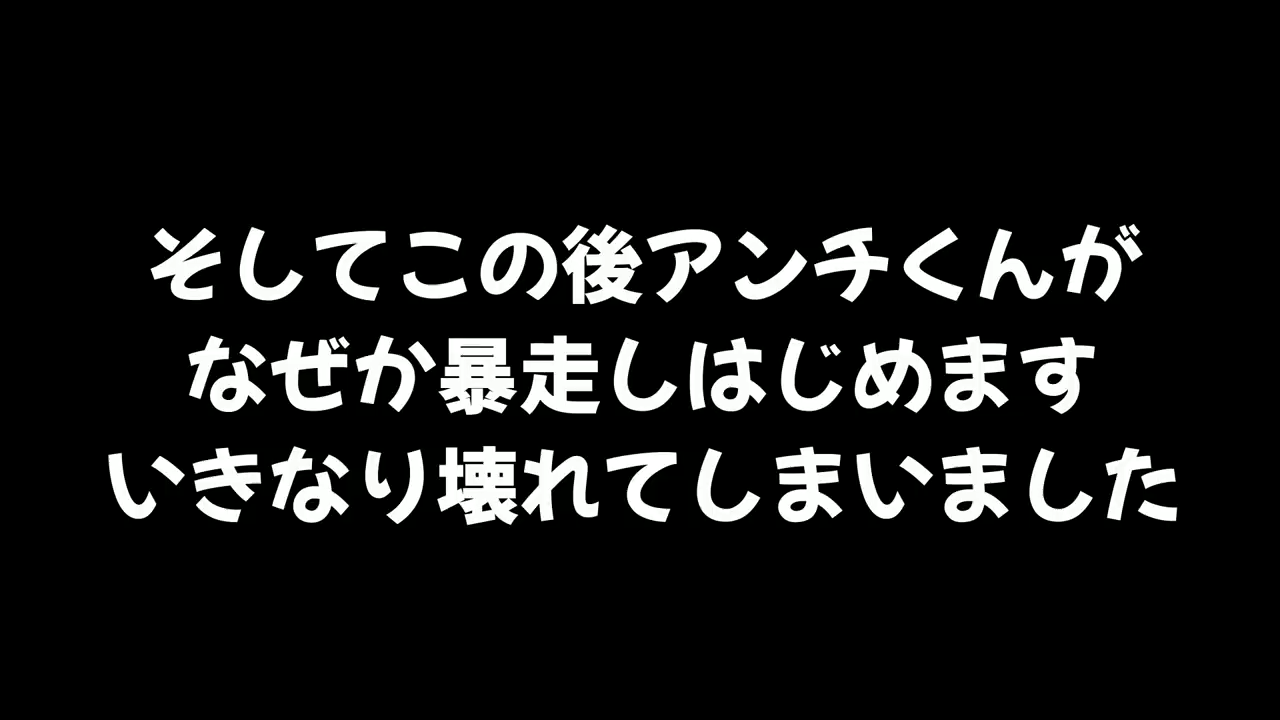 そしてこの後アンチくんが
なぜか暴走しはじめます
いきなり壊れてしまいました